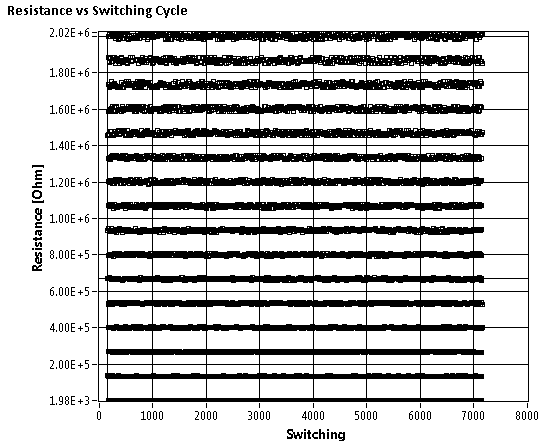 Resistance vs Switching Cycle
2.02E+6
1.80E+6
1.60E+6
1.40E+6
1.20E+6
1.00E+6
8.00E+5
6.00E+5
4.00E+5
2.00E+5
1.98E+3
Resistance [Ohm]
0 1000 2000 3000 4000 5000 6000 7000 8000
Switching